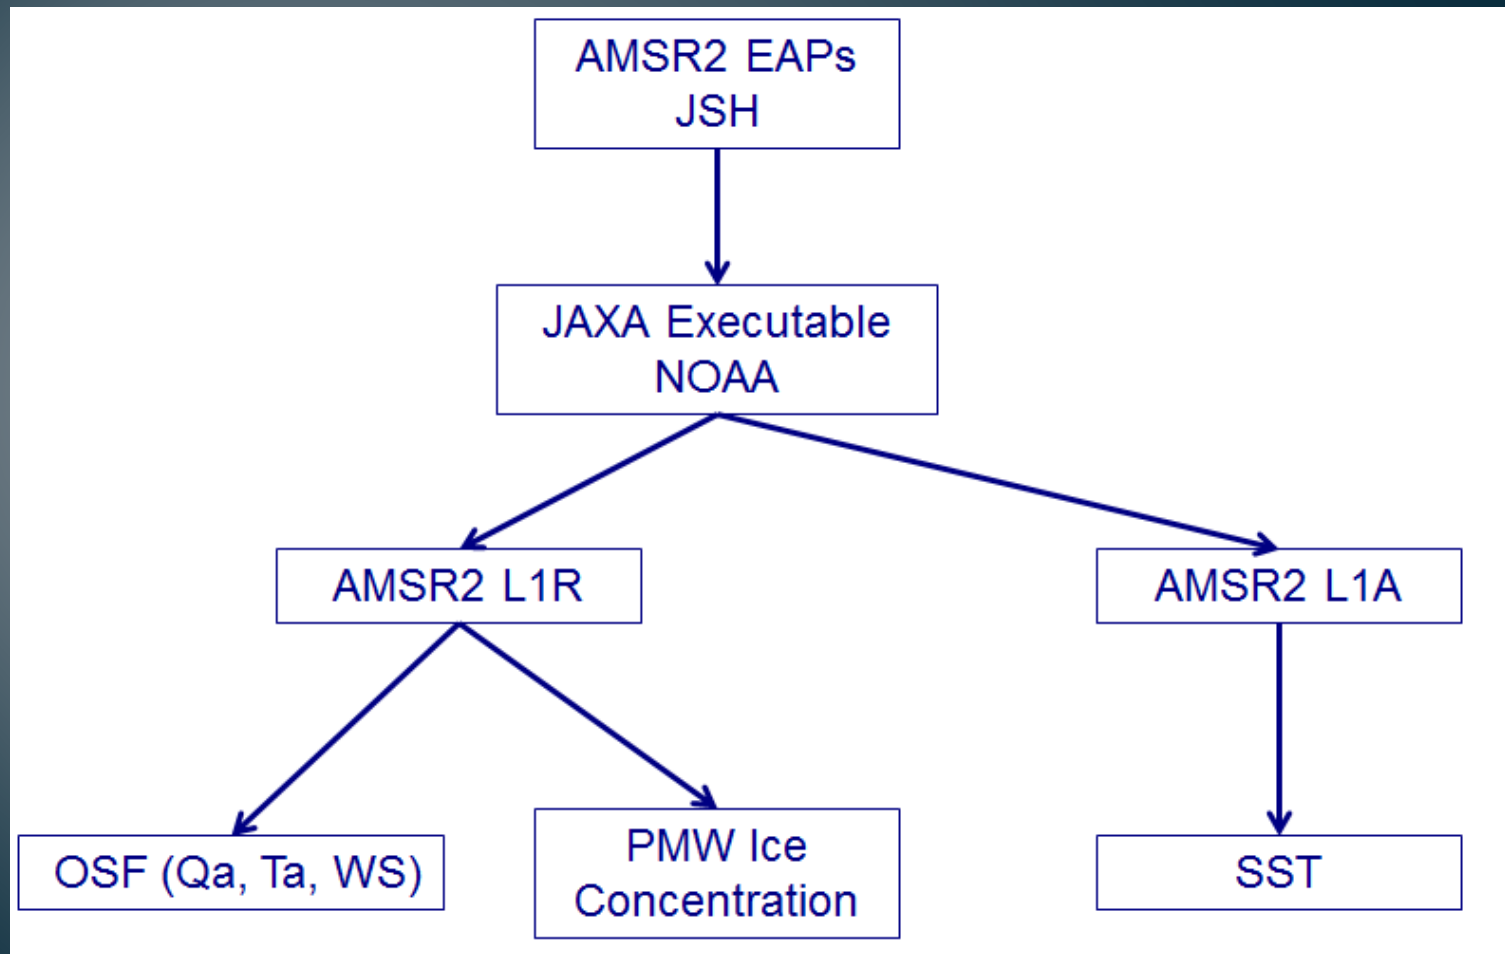 AMSR2 EAPs
JSH
JAXA Executable
NOAA
AMSR2 L1R
AMSR2 L1A
OSF (Qa, Ta, WS)
PMW Ice
Concentration
SST